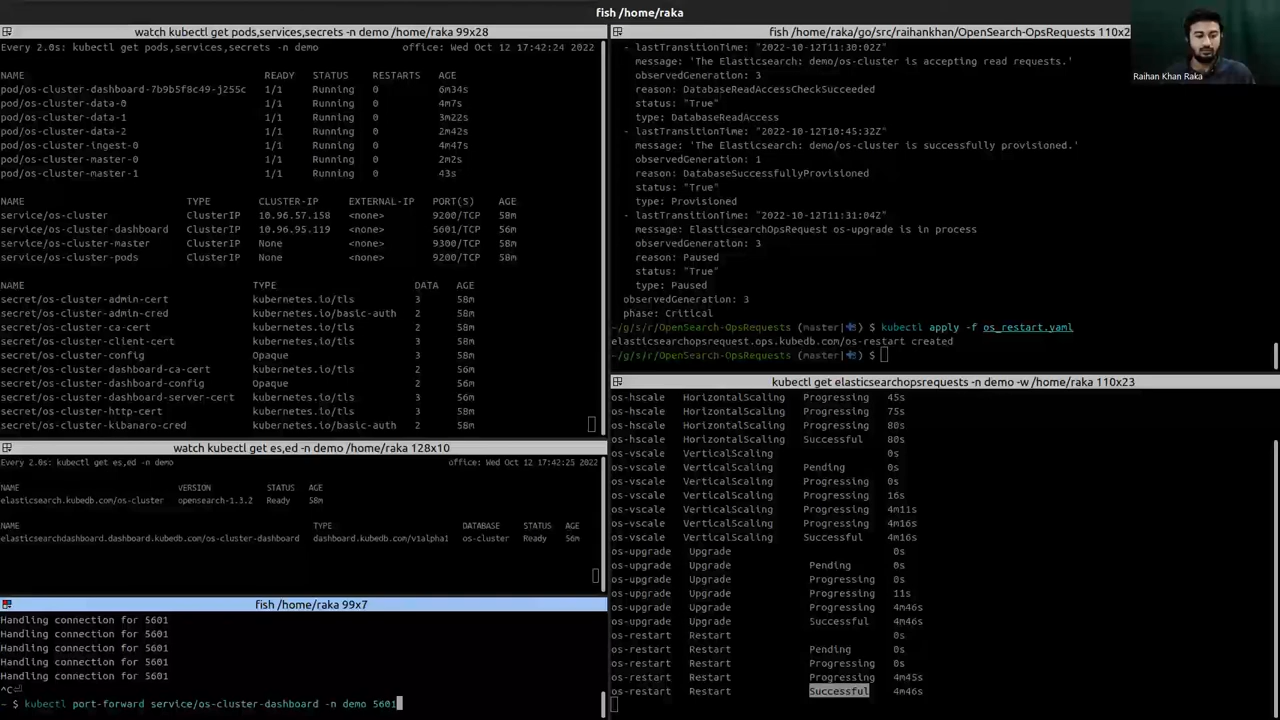 fish /home/raka
watch kubectl get pods,services,secrets -n demo /home/raka 99x28
Every 2.0s: kubectl get pods,services,secrets -n demo office: Wed Oct 12 17:42:24 2022
NAME READY STATUS RESTARTS AGE
pod/os-cluster-dashboard-7b9b5f8c49-j255c 1/1 Running 0 6m34s
pod/os-cluster-data-0 1/1 Running 0 4m7s
pod/os-cluster-data-1 1/1 Running 0 3m22s
pod/os-cluster-data-2 1/1 Running 0 2m42s
pod/os-cluster-ingest-0 1/1 Running 0 4m47s
pod/os-cluster-master-0 1/1 Running 0 2m2s
pod/os-cluster-master-1 1/1 Running 0 43s
NAME TYPE CLUSTER-IP EXTERNAL-IP PORT(S) AGE
service/os-cluster ClusterIP 10.96.57.158 <none> 9200/TCP 58m
service/os-cluster-dashboard ClusterIP 10.96.95.119 <none> 5601/TCP 56m
service/os-cluster-master ClusterIP None <none> 9300/TCP 58m
service/os-cluster-pods ClusterIP None <none> 9200/TCP 58m
NAME TYPE DATA AGE
secret/os-cluster-admin-cert kubernetes.io/tls 3 58m
secret/os-cluster-admin-cred kubernetes.io/basic-auth 2 58m
secret/os-cluster-ca-cert kubernetes.io/tls 2 58m
secret/os-cluster-client-cert kubernetes.io/tls 3 58m
secret/os-cluster-config Opaque 3 58m
secret/os-cluster-dashboard-ca-cert kubernetes.io/tls 2 56m
secret/os-cluster-dashboard-config Opaque 2 56m
secret/os-cluster-dashboard-server-cert kubernetes.io/tls 3 56m
secret/os-cluster-http-cert kubernetes.io/tls 3 58m
secret/os-cluster-kibanaro-cred kubernetes.io/basic-auth 2 58m
watch kubectl get es,ed -n demo /home/raka 128x10
Every 2.0s: kubectl get es,ed -n demo office: Wed Oct 12 17:42:25 2022
NAME VERSION STATUS AGE
elasticsearch.kubedb.com/os-cluster opensearch-1.3.2 Ready 58m
NAME TYPE DATABASE STATUS AGE
elasticsearchdashboard.dashboard.kubedb.com/os-cluster-dashboard dashboard.kubedb.com/v1alpha1 os-cluster Ready 56m
fish /home/raka 99x7
Handling connection for 5601
Handling connection for 5601
Handling connection for 5601
Handling connection for 5601
Handling connection for 5601
^C⏎
~ $ kubectl port-forward service/os-cluster-dashboard -n demo 5601
fish /home/raka/go/src/raihankhan/OpenSearch-OpsRequests 110x2
- lastTransitionTime: "2022-10-12T11:30:02Z"
message: 'The Elasticsearch: demo/os-cluster is accepting read requests.'
observedGeneration: 3
reason: DatabaseReadAccessCheckSucceeded
status: "True"
type: DatabaseReadAccess
- lastTransitionTime: "2022-10-12T10:45:32Z"
message: 'The Elasticsearch: demo/os-cluster is successfully provisioned.'
observedGeneration: 1
reason: DatabaseSuccessfullyProvisioned
status: "True"
type: Provisioned
- lastTransitionTime: "2022-10-12T11:31:04Z"
message: ElasticsearchOpsRequest os-upgrade is in process
observedGeneration: 3
reason: Paused
status: "True"
type: Paused
observedGeneration: 3
phase: Critical
~/g/s/r/OpenSearch-OpsRequests (master|) $ kubectl apply -f os_restart.yaml
elasticsearchopsrequest.ops.kubedb.com/os-restart created
~/g/s/r/OpenSearch-OpsRequests (master|) $
Raihan Khan Raka
kubectl get elasticsearchopsrequests -n demo -w /home/raka 110x23
os-hscale HorizontalScaling Progressing 45s
os-hscale HorizontalScaling Progressing 75s
os-hscale HorizontalScaling Progressing 80s
os-hscale HorizontalScaling Successful 80s
os-vscale VerticalScaling 0s
os-vscale VerticalScaling Pending 0s
os-vscale VerticalScaling Progressing 0s
os-vscale VerticalScaling Progressing 16s
os-vscale VerticalScaling Progressing 4m11s
os-vscale VerticalScaling Progressing 4m16s
os-vscale VerticalScaling Successful 4m16s
os-upgrade Upgrade 0s
os-upgrade Upgrade Pending 0s
os-upgrade Upgrade Progressing 0s
os-upgrade Upgrade Progressing 11s
os-upgrade Upgrade Progressing 4m46s
os-upgrade Upgrade Successful 4m46s
os-restart Restart 0s
os-restart Restart Pending 0s
os-restart Restart Progressing 0s
os-restart Restart Progressing 4m45s
os-restart Restart Successful 4m46s